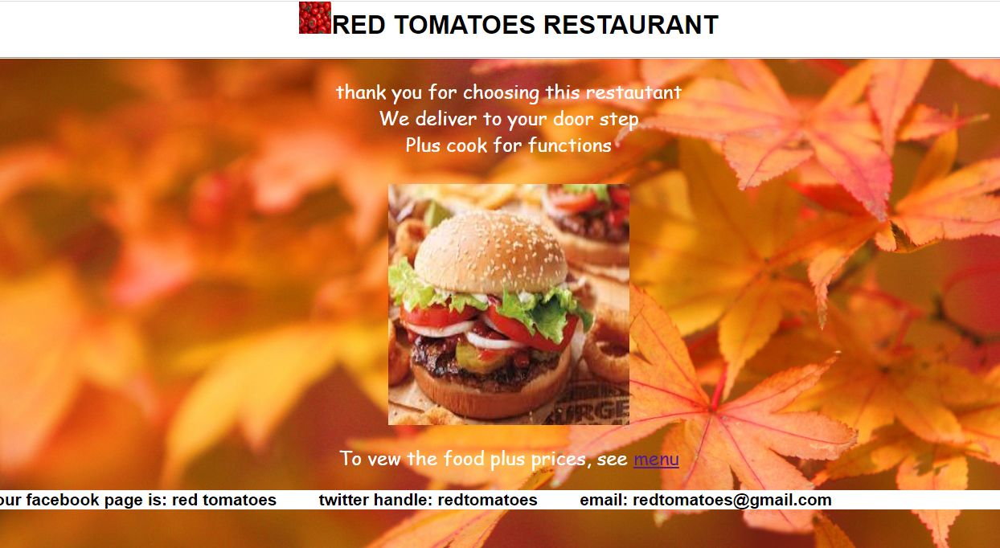 RED TOMATOES RESTAURANT
thank you for choosing this restautant
We deliver to your door step
Plus cook for functions
URGE
To vew the food plus prices, see menu
our facebook page is: red tomatoes twitter handle: redtomatoes email: redtomatoes@gmail.com